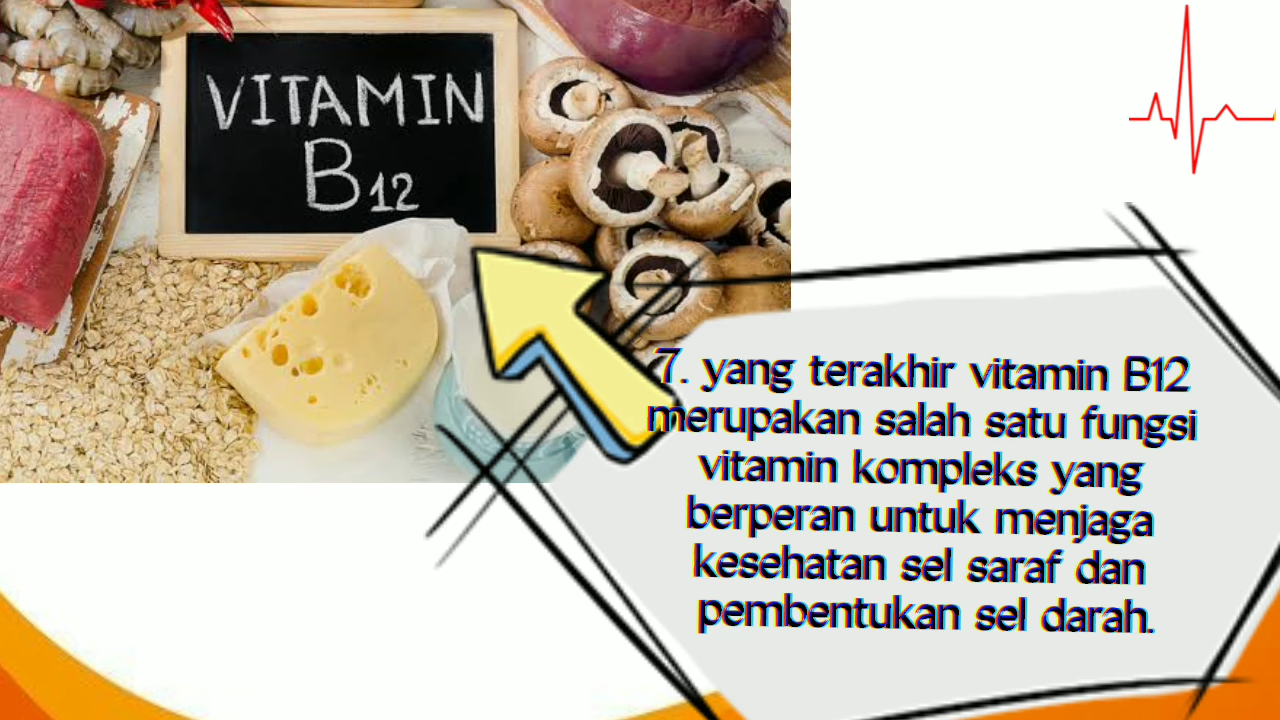 VITAMIN
B12
7. yang terakhir vitamin B12
merupakan salah satu fungsi
vitamin kompleks yang
berperan untuk menjaga
kesehatan sel saraf dan
pembentukan sel darah.